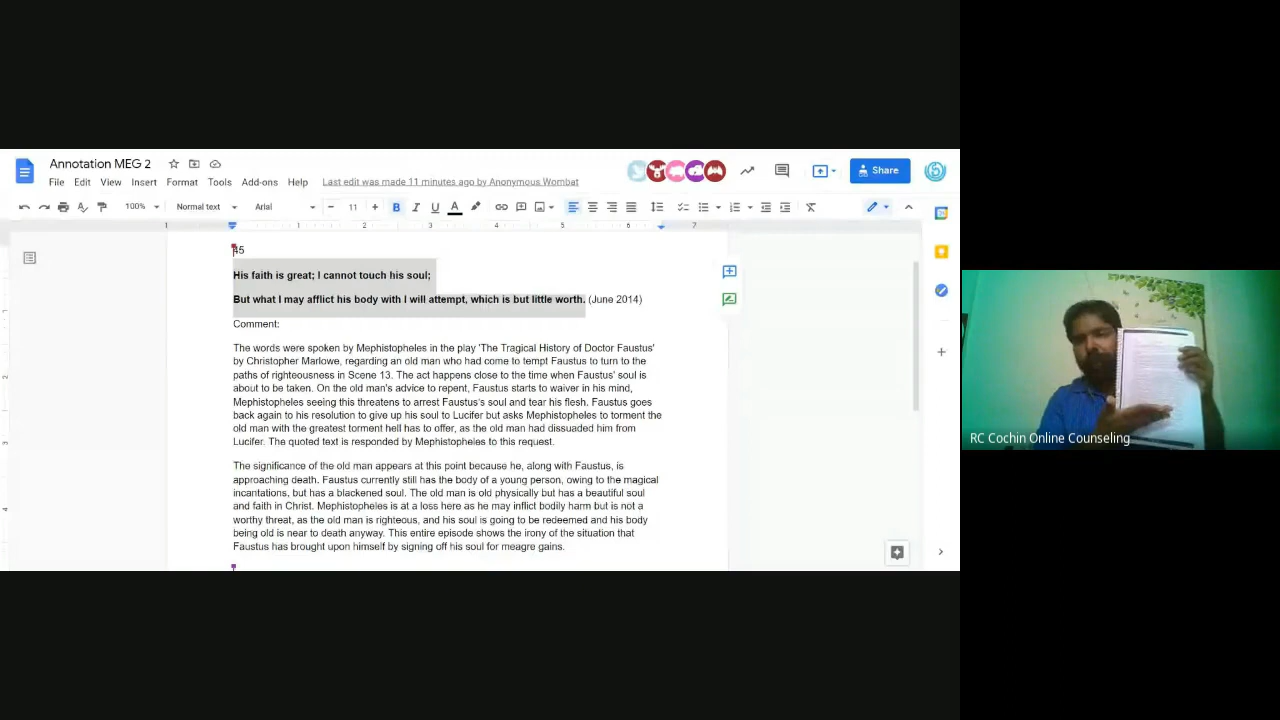 Annotation MEG 2
Share
File Edit View Insert Format Tools Add-ons Help Last edit was made 11 minutes ago by Anonymous Wombat
100% Normal text Arial 11 B I U A
1 1 2 3 4 5 6 7
45
His faith is great; I cannot touch his soul;
But what I may afflict his body with I will attempt, which is but little worth. (June 2014)
Comment:
The words were spoken by Mephistopheles in the play 'The Tragical History of Doctor Faustus'
by Christopher Marlowe, regarding an old man who had come to tempt Faustus to turn to the
paths of righteousness in Scene 13. The act happens close to the time when Faustus' soul is
about to be taken. On the old man's advice to repent, Faustus starts to waiver in his mind,
Mephistopheles seeing this threatens to arrest Faustus's soul and tear his flesh. Faustus goes
back again to his resolution to give up his soul to Lucifer but asks Mephistopheles to torment the
old man with the greatest torment hell has to offer, as the old man had dissuaded him from
Lucifer. The quoted text is responded by Mephistopheles to this request.
The significance of the old man appears at this point because he, along with Faustus, is
approaching death. Faustus currently still has the body of a young person, owing to the magical
incantations, but has a blackened soul. The old man is old physically but has a beautiful soul
and faith in Christ. Mephistopheles is at a loss here as he may inflict bodily harm but is not a
worthy threat, as the old man is righteous, and his soul is going to be redeemed and his body
being old is near to death anyway. This entire episode shows the irony of the situation that
Faustus has brought upon himself by signing off his soul for meagre gains.
RC Cochin Online Counseling